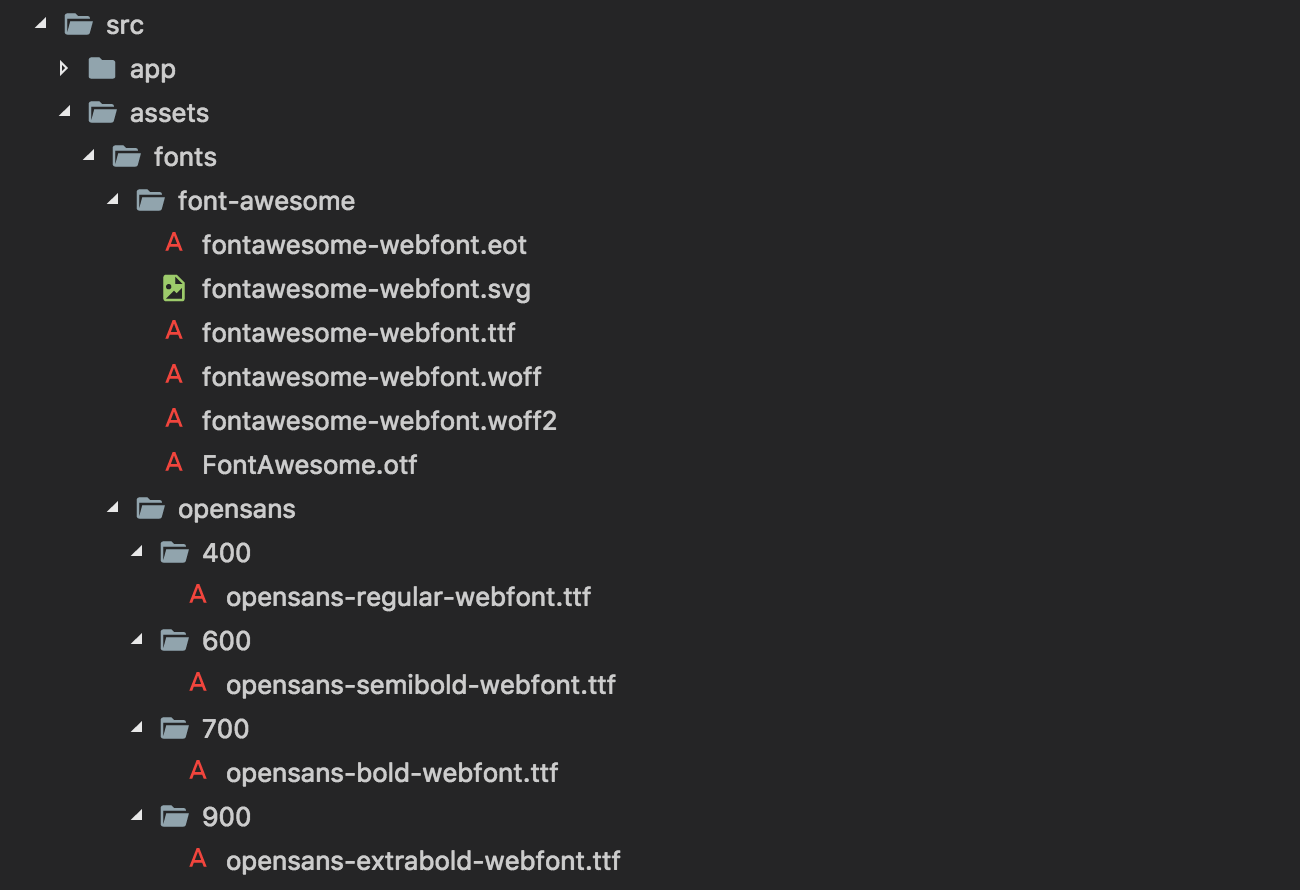 src
app
assets
fonts
font-awesome
fontawesome-webfont.eot
fontawesome-webfont.svg
fontawesome-webfont.ttf
fontawesome-webfont.woff
fontawesome-webfont.woff2
FontAwesome.otf
opensans
400
opensans-regular-webfont.ttf
600
opensans-semibold-webfont.ttf
700
opensans-bold-webfont.ttf
900
opensans-extrabold-webfont.ttf